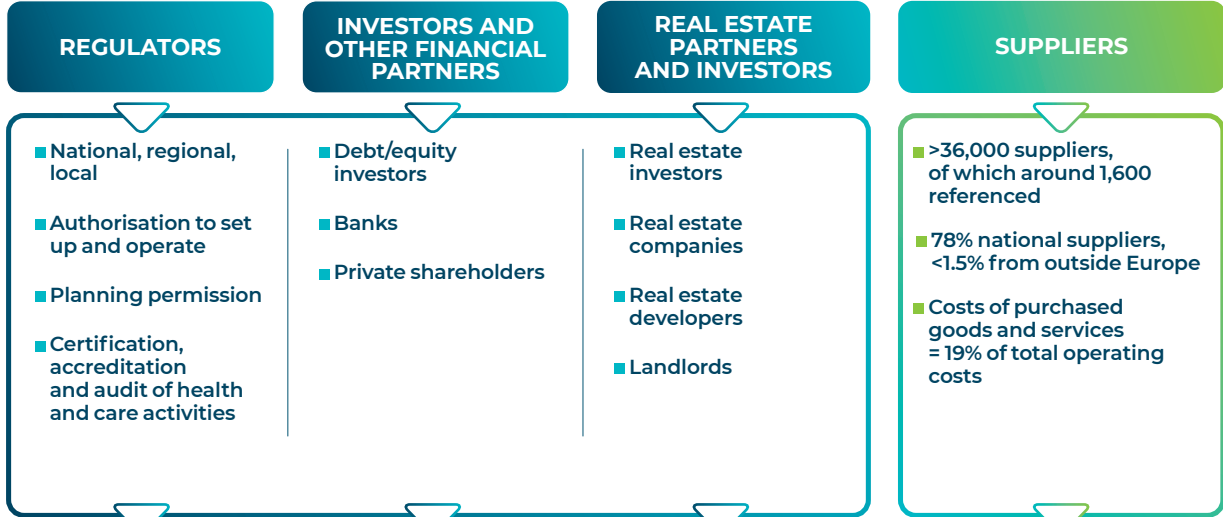 REGULATORS
National, regional,
local
Authorisation to set
up and operate
Planning permission
Certification,
accreditation
and audit of health
and care activities
INVESTORS AND
OTHER FINANCIAL
PARTNERS
Debt/equity
investors
Banks
Private shareholders
REAL ESTATE
PARTNERS
AND INVESTORS
Real estate
investors
Real estate
companies
Real estate
developers
Landlords
SUPPLIERS
>36,000 suppliers,
of which around 1,600
referenced
78% national suppliers,
<1.5% from outside Europe
Costs of purchased
goods and services
= 19% of total operating
costs